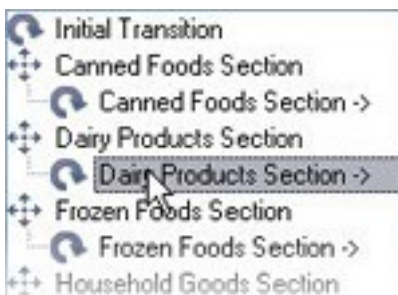 Initial Transition
Canned Foods Section
Canned Foods Section ->
Dairy Products Section
Dairy Products Section ->
Frozen Foods Section
Frozen Foods Section ->
Household Goods Section